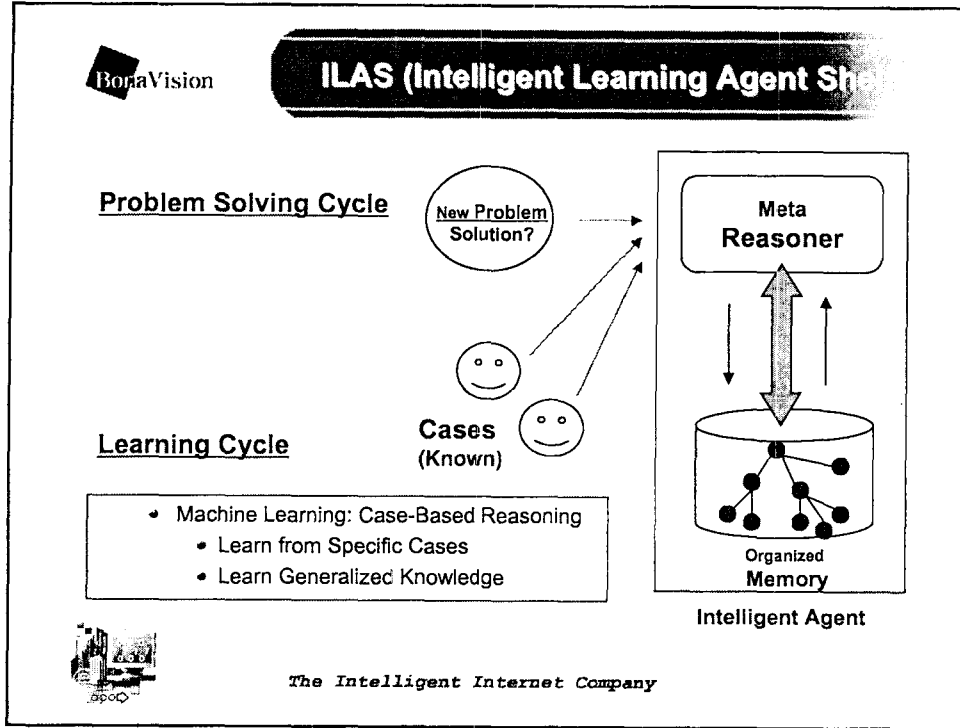 BonaVision
ILAS (Intelligent Learning Agent She
Problem Solving Cycle
New Problem
Solution?
Meta
Reasoner
Learning Cycle
Cases
(Known)
• Machine Learning: Case-Based Reasoning
• Learn from Specific Cases
• Learn Generalized Knowledge
Organized
Memory
Intelligent Agent
The Intelligent Internet Company